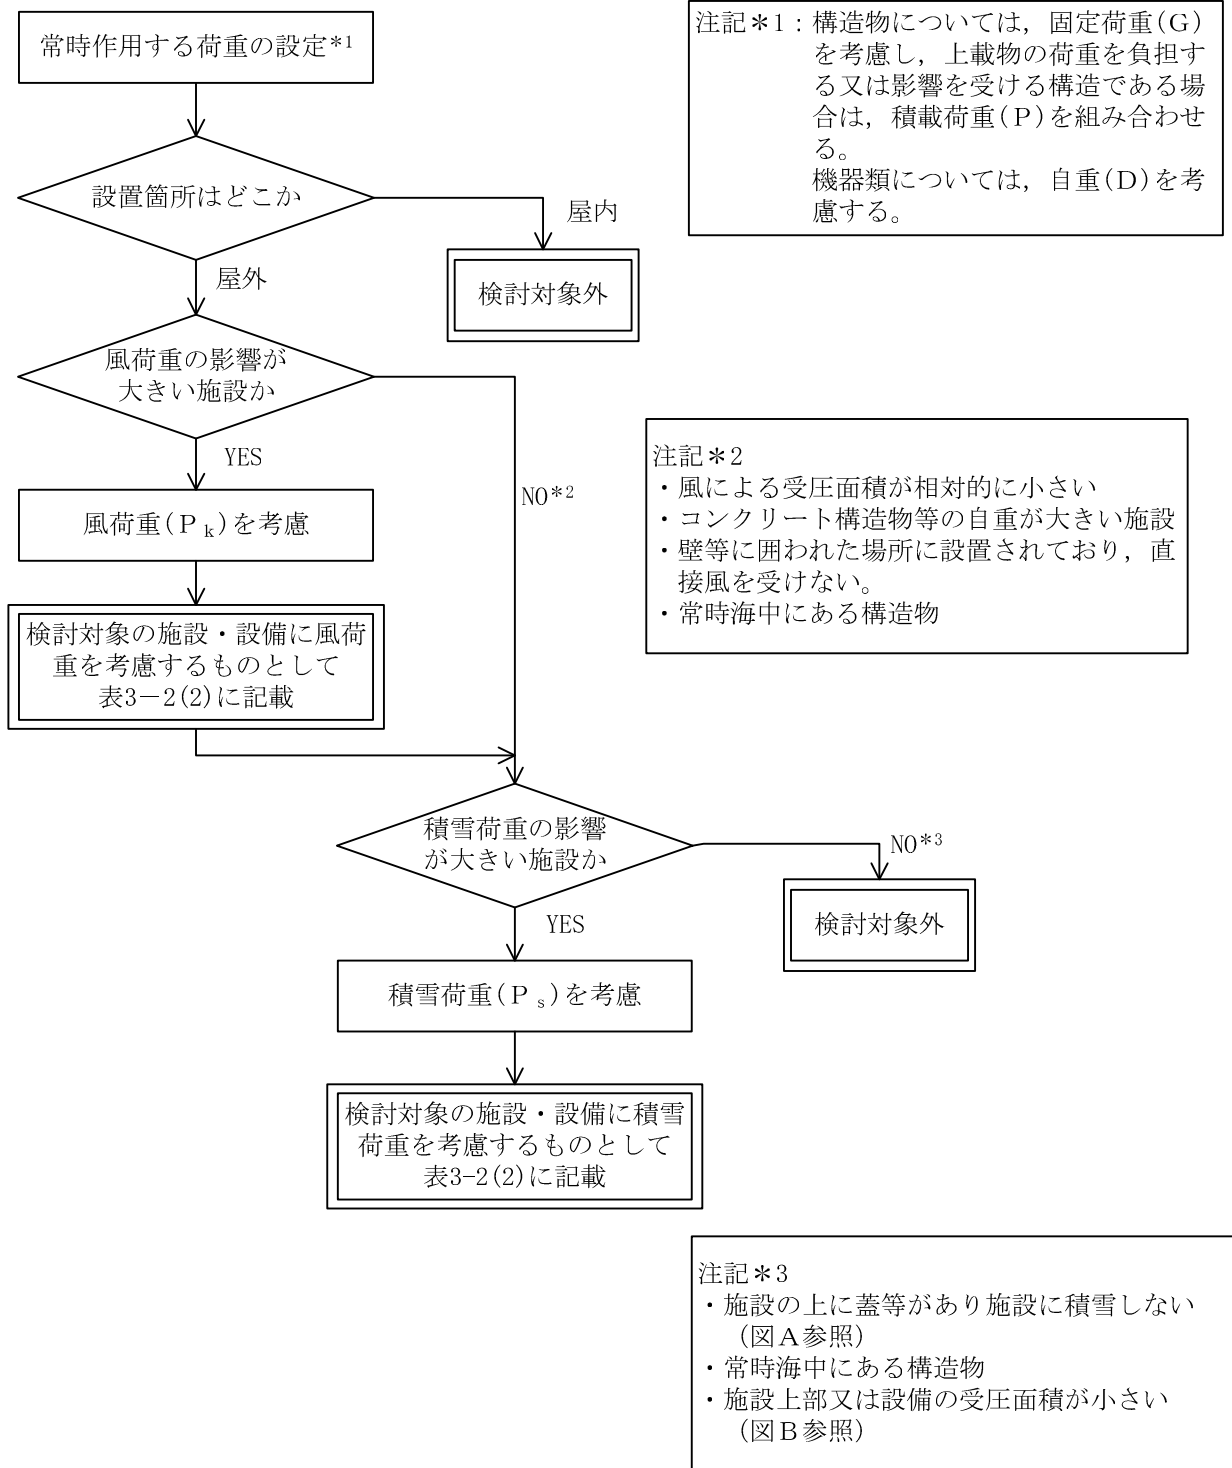 常時作用する荷重の設定*1
注記＊1：構造物については，固定荷重(G)
を考慮し，上載物の荷重を負担す
る又は影響を受ける構造である場
合は，積載荷重(P)を組み合わせ
る。
機器類については，自重(D)を考
慮する。
設置箇所はどこか
屋内
検討対象外
屋外
風荷重の影響が
大きい施設か
YES
NO*2
風荷重(Pk)を考慮
注記＊2
・風による受圧面積が相対的に小さい
・コンクリート構造物等の自重が大きい施設
・壁等に囲われた場所に設置されており，直
接風を受けない。
・常時海中にある構造物
検討対象の施設・設備に風荷
重を考慮するものとして
表3－2(2)に記載
積雪荷重の影響
が大きい施設か
NO*3
検討対象外
YES
積雪荷重(Ps)を考慮
検討対象の施設・設備に積雪
荷重を考慮するものとして
表3-2(2)に記載
注記＊3
・施設の上に蓋等があり施設に積雪しない
（図Ａ参照）
・常時海中にある構造物
・施設上部又は設備の受圧面積が小さい
（図Ｂ参照）